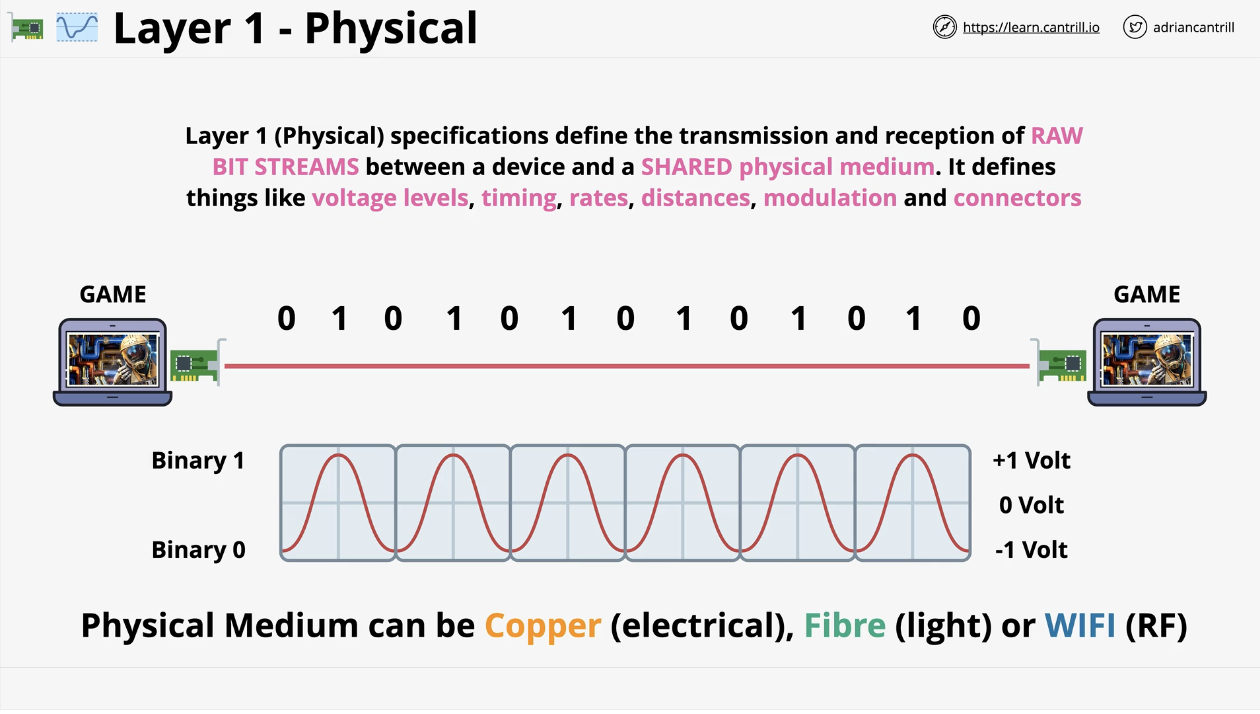 Layer 1 - Physical
https://learn.cantrill.io
adriancantrill
Layer 1 (Physical) specifications define the transmission and reception of RAW
BIT STREAMS between a device and a SHARED physical medium. It defines
things like voltage levels, timing, rates, distances, modulation and connectors
GAME
GAME
0 1 0 1 0 1 0 1 0 1 0 1 0
Binary 1
+1 Volt
0 Volt
Binary 0
-1 Volt
Physical Medium can be Copper (electrical), Fibre (light) or WIFI (RF)